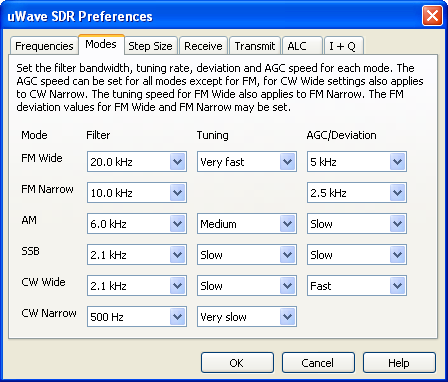 uWave SDR Preferences
Frequencies Modes Step Size Receive Transmit ALC I + Q
Set the filter bandwidth, tuning rate, deviation and AGC speed for each mode. The
AGC speed can be set for all modes except for FM, for CW Wide settings also applies
to CW Narrow. The tuning speed for FM Wide also applies to FM Narrow. The FM
deviation values for FM Wide and FM Narrow may be set.
Mode Filter Tuning AGC/Deviation
FM Wide 20.0 kHz Very fast 5 kHz
FM Narrow 10.0 kHz 2.5 kHz
AM 6.0 kHz Medium Slow
SSB 2.1 kHz Slow Slow
CW Wide 2.1 kHz Slow Fast
CW Narrow 500 Hz Very slow
OK Cancel Help